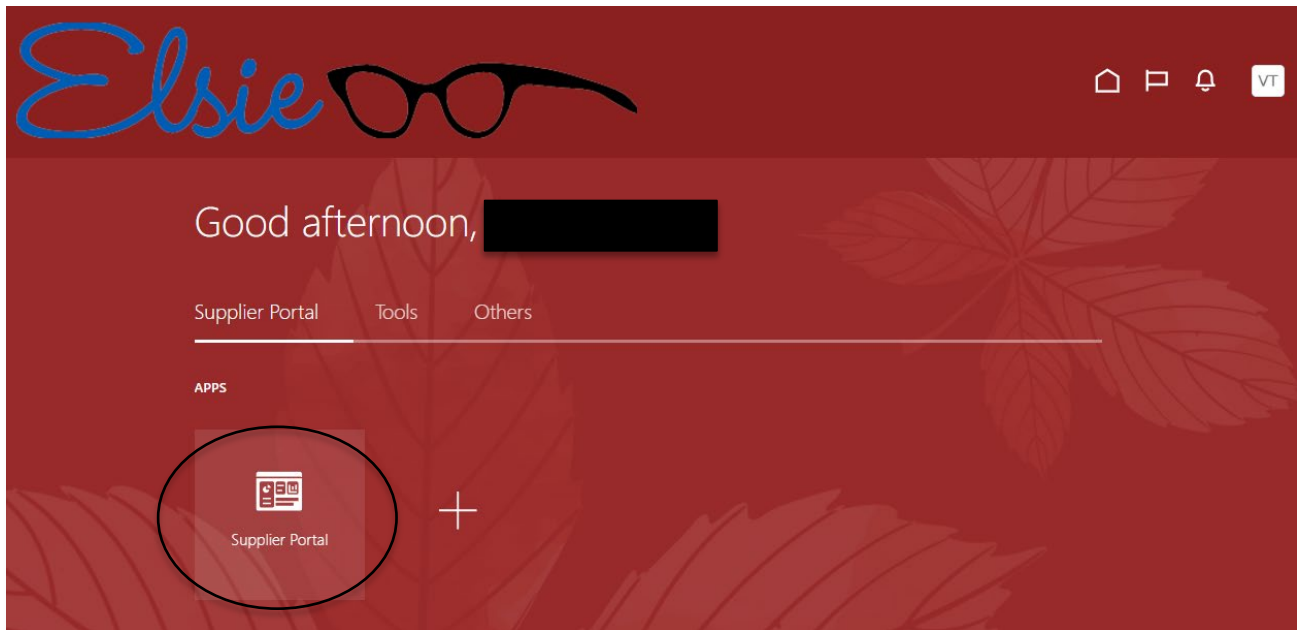 Elsie
VT
Good afternoon,
Supplier Portal Tools Others
APPS
Supplier Portal